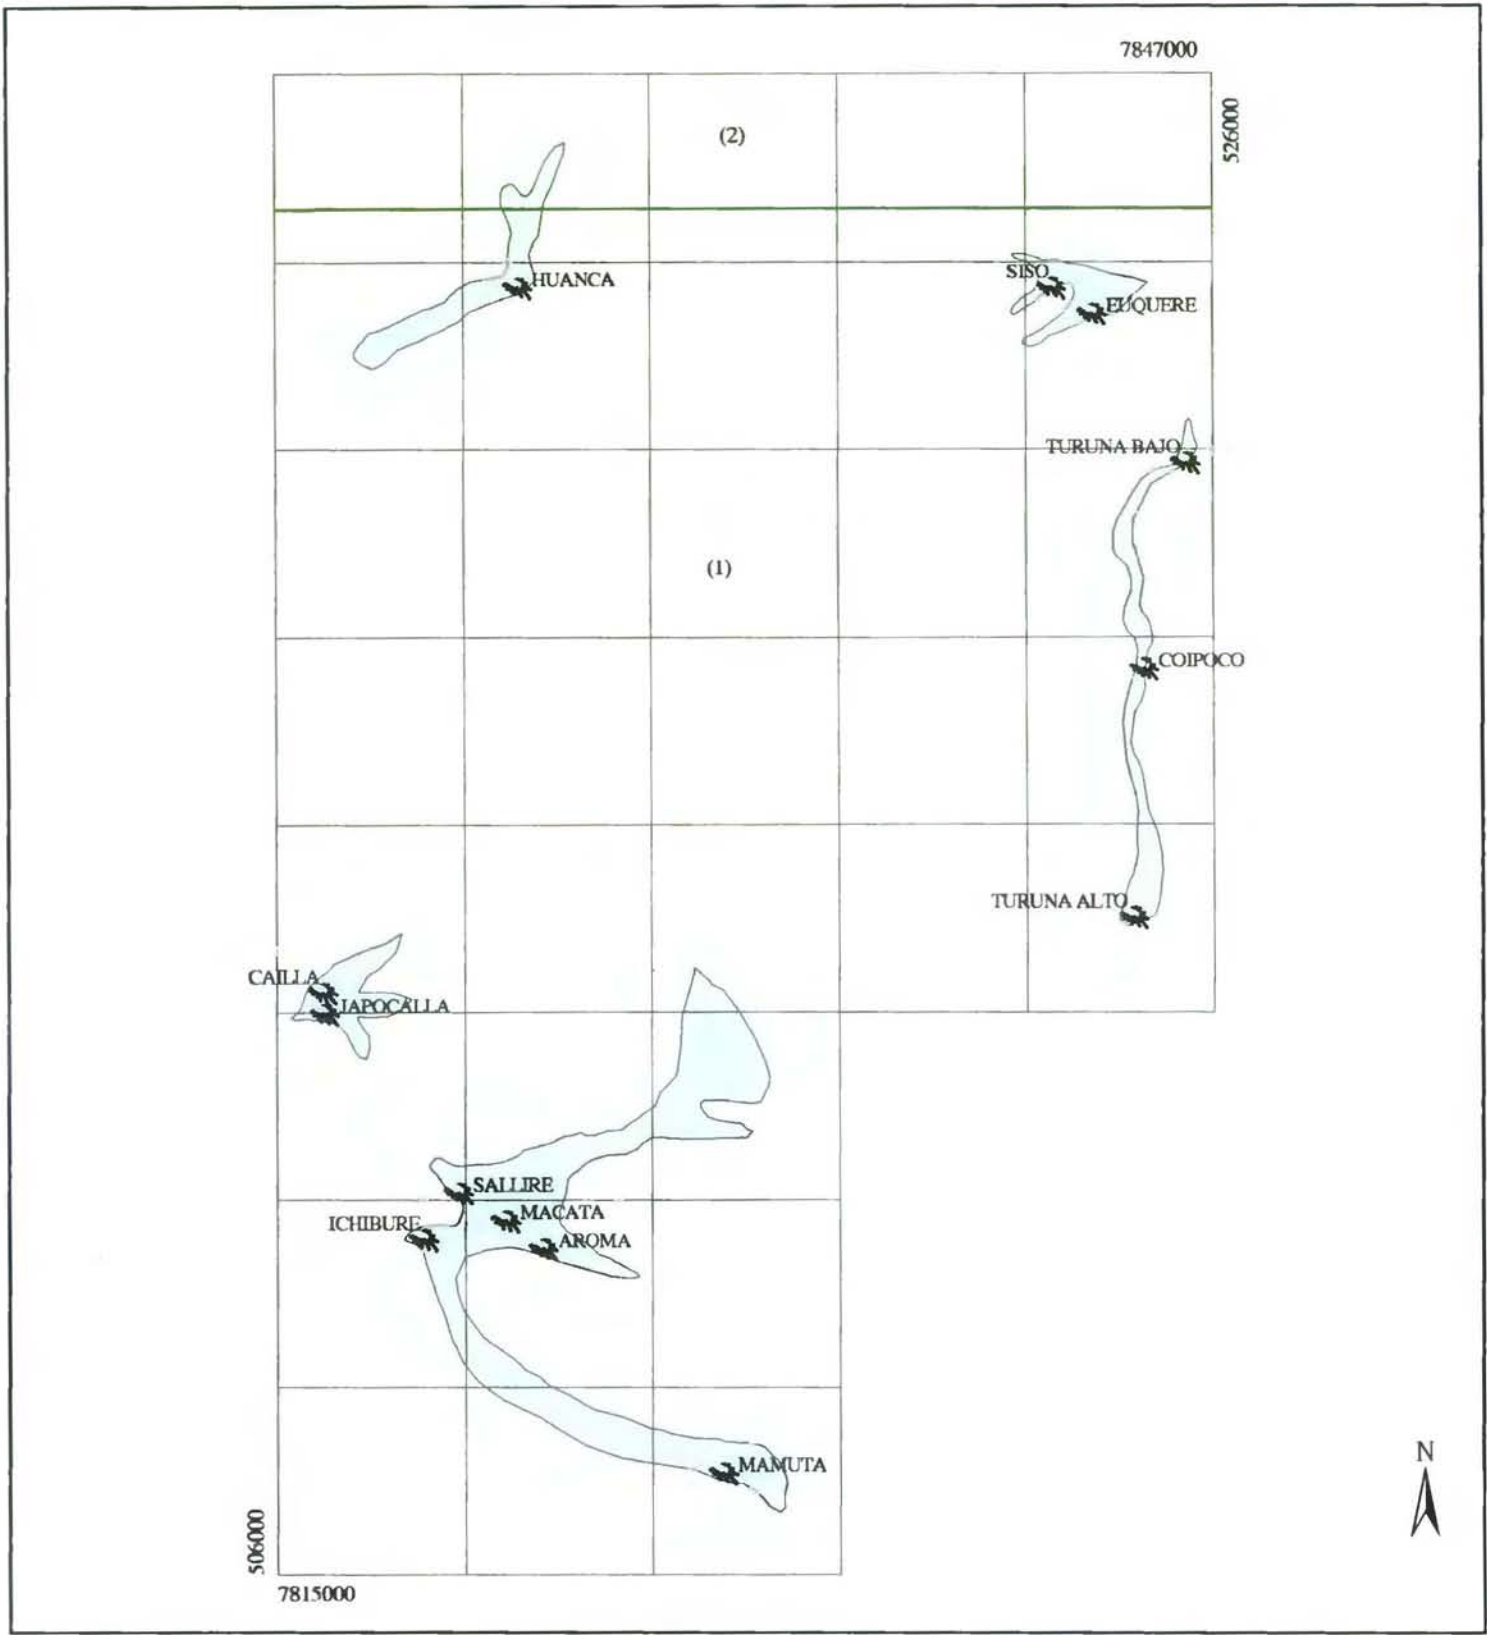 7847000
526000
(2)
HUANCA
SISO
EUQUERE
TURUNA BAJO
(1)
COIPOCO
TURUNA ALTO
CAILLA
JAPOCALLA
SALLIRE
MACATA
ICHIBURE
AROMA
MAMUTA
N
506000
7815000